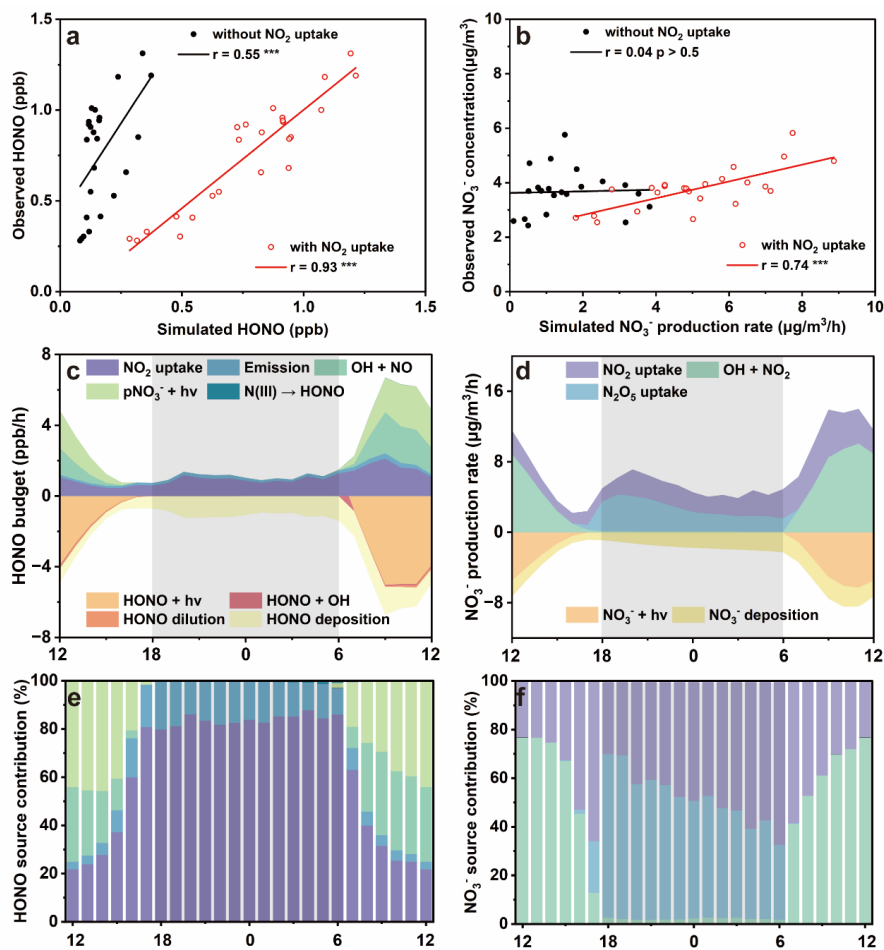 a
without NO₂ uptake
r = 0.55 ***
with NO₂ uptake
r = 0.93 ***
Observed HONO (ppb)
1.5
1.0
0.5
0.0
0.0 0.5 1.0 1.5
Simulated HONO (ppb)
b
without NO₂ uptake
r = 0.04 p > 0.5
with NO₂ uptake
r = 0.74 ***
Observed NO₃⁻ concentration(μg/m³)
10
8
6
4
2
0
0 2 4 6 8 10
Simulated NO₃⁻ production rate (μg/m³/h)
c
NO₂ uptake Emission OH + NO
pNO₃⁻ + hv N(III) → HONO
HONO budget (ppb/h)
8
4
0
−4
−8
HONO + hv HONO + OH
HONO dilution HONO deposition
12 18 0 6 12
d
NO₂ uptake OH + NO₂
N₂O₅ uptake
NO₃⁻ production rate (μg/m³/h)
16
8
0
−8
NO₃⁻ + hv NO₃⁻ deposition
12 18 0 6 12
e
HONO source contribution (%)
100
80
60
40
20
0
12 18 0 6 12
f
NO₃⁻ source contribution (%)
100
80
60
40
20
0
12 18 0 6 12